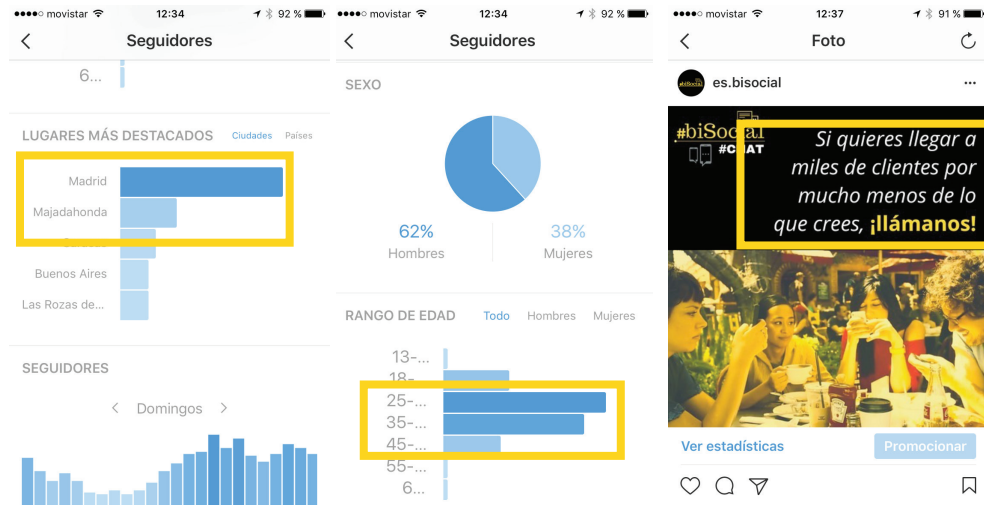 movistar 12:34 92 %
Seguidores
6...
LUGARES MÁS DESTACADOS Ciudades Países
Madrid
Majadahonda
Buenos Aires
Las Rozas de...
SEGUIDORES
Domingos
movistar 12:34 92 %
Seguidores
SEXO
62% 38%
Hombres Mujeres
RANGO DE EDAD Todo Hombres Mujeres
13-...
18-...
25-...
35-...
45-...
55-...
6...
movistar 12:37 91 %
Foto
es.bisocial
#biSocial
#CHAT
Si quieres llegar a
miles de clientes por
mucho menos de lo
que crees, ¡llámanos!
Ver estadísticas Promocionar